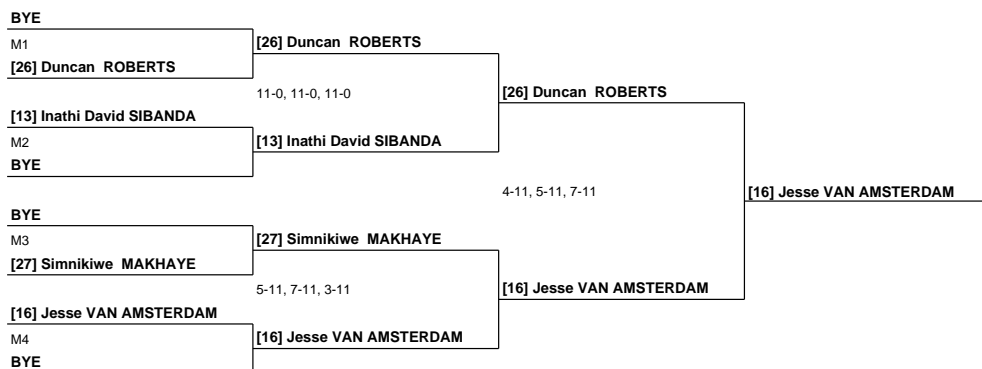 BYE
M1
[26] Duncan ROBERTS
[26] Duncan ROBERTS
11-0, 11-0, 11-0
[26] Duncan ROBERTS
[13] Inathi David SIBANDA
M2
BYE
[13] Inathi David SIBANDA
4-11, 5-11, 7-11
[16] Jesse VAN AMSTERDAM
BYE
M3
[27] Simnikiwe MAKHAYE
[27] Simnikiwe MAKHAYE
5-11, 7-11, 3-11
[16] Jesse VAN AMSTERDAM
[16] Jesse VAN AMSTERDAM
M4
BYE
[16] Jesse VAN AMSTERDAM